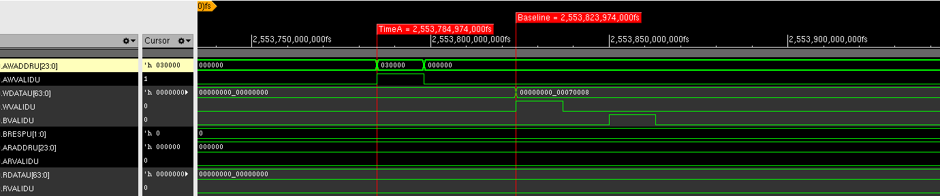 0)fs
Baseline = 2,553,823,974,000fs
TimeA = 2,553,784,974,000fs
Cursor
2,553,750,000,000fs
2,553,800,000,000fs
2,553,850,000,000fs
2,553,900,000,000fs
.AWADDRU[23:0] 'h 030000 000000 030000 000000
.AWVALIDU 1
.WDATAU[63:0] 'h 0000000 00000000_00000000 00000000_00070008
.WVALIDU 0
.BVALIDU 0
.BRESPU[1:0] 'h 0 0
.ARADDRU[23:0] 'h 000000 000000
.ARVALIDU 0
.RDATAU[63:0] 'h 0000000 00000000_00000000
.RVALIDU 0